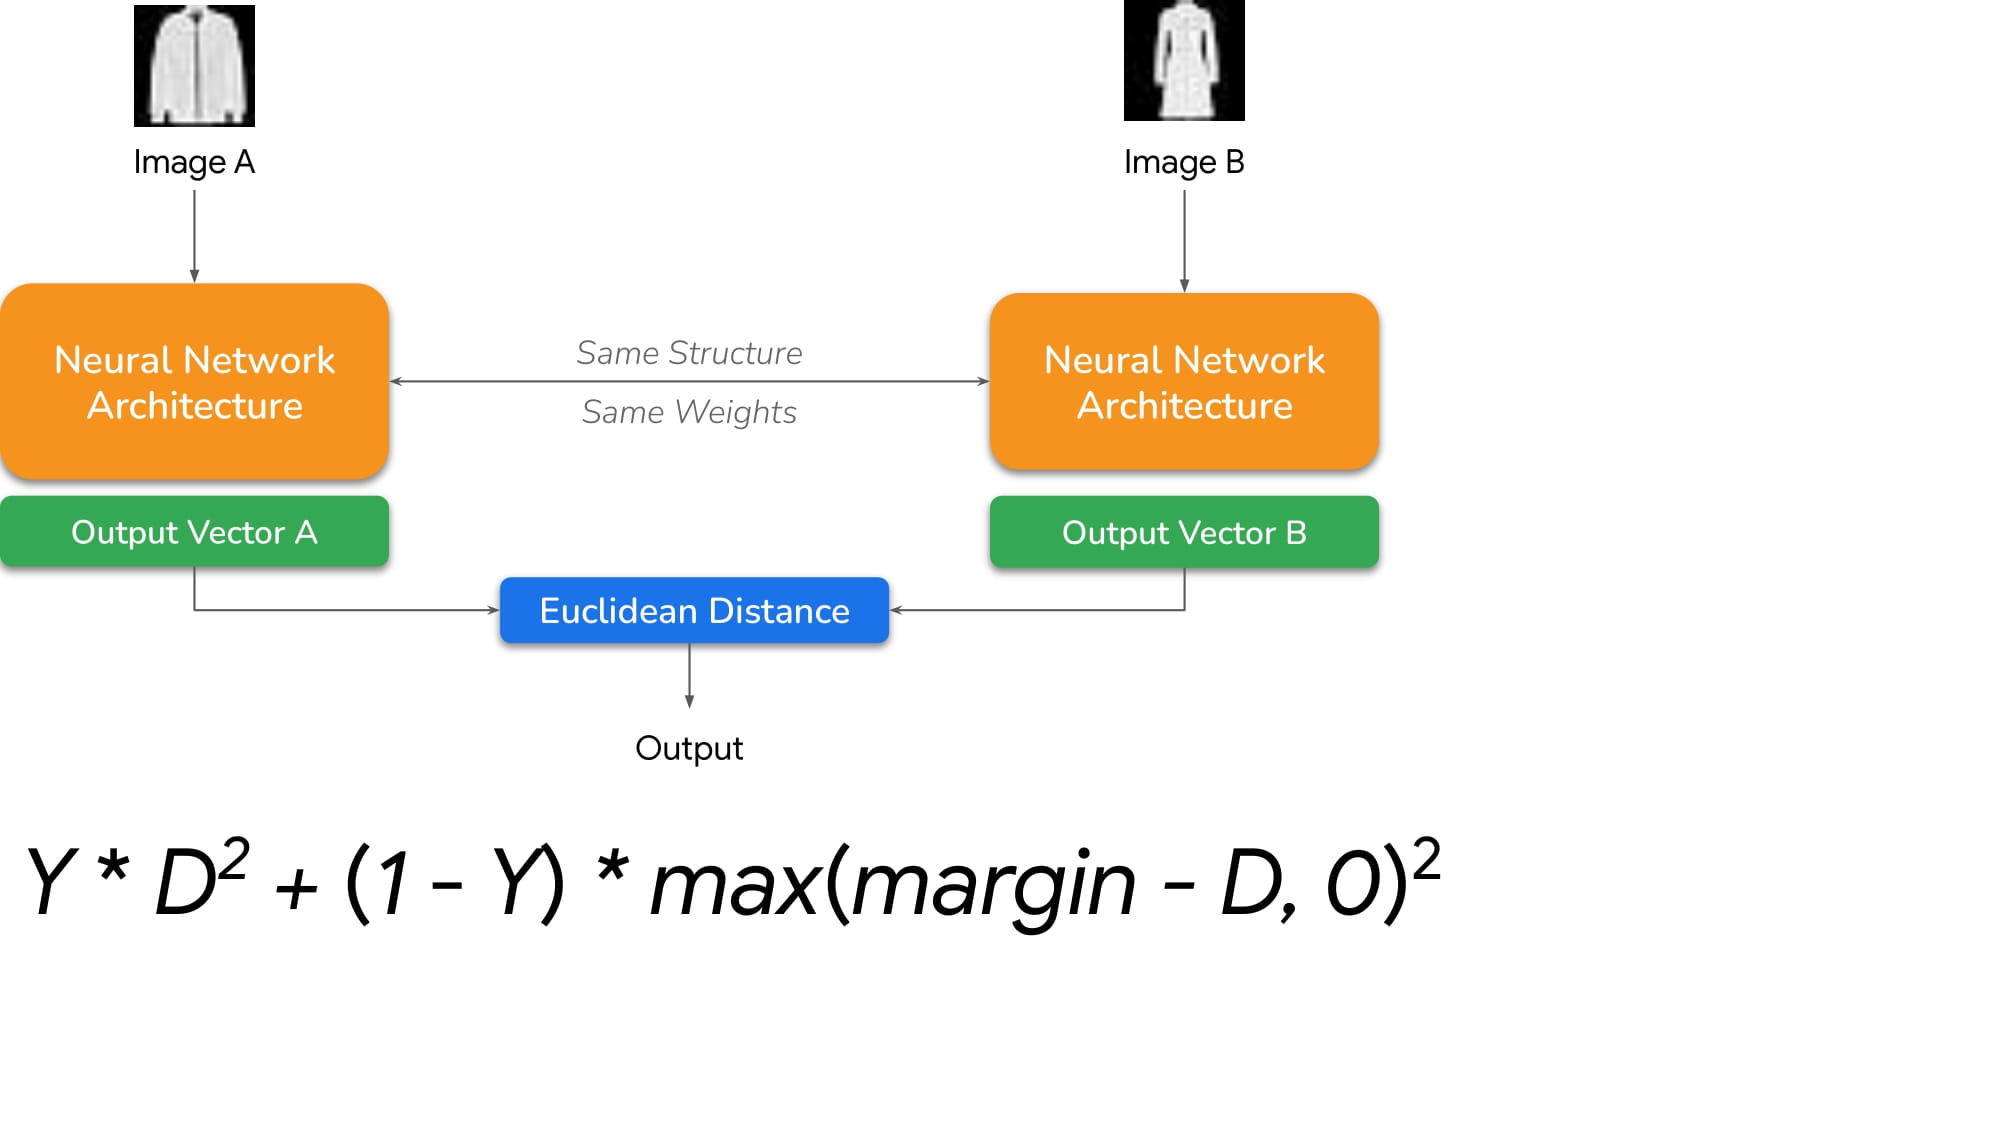 Image A
Image B
Neural Network
Architecture
Same Structure
Same Weights
Neural Network
Architecture
Output Vector A
Output Vector B
Euclidean Distance
Output
Y * D² + (1 - Y) * max(margin - D, 0)²